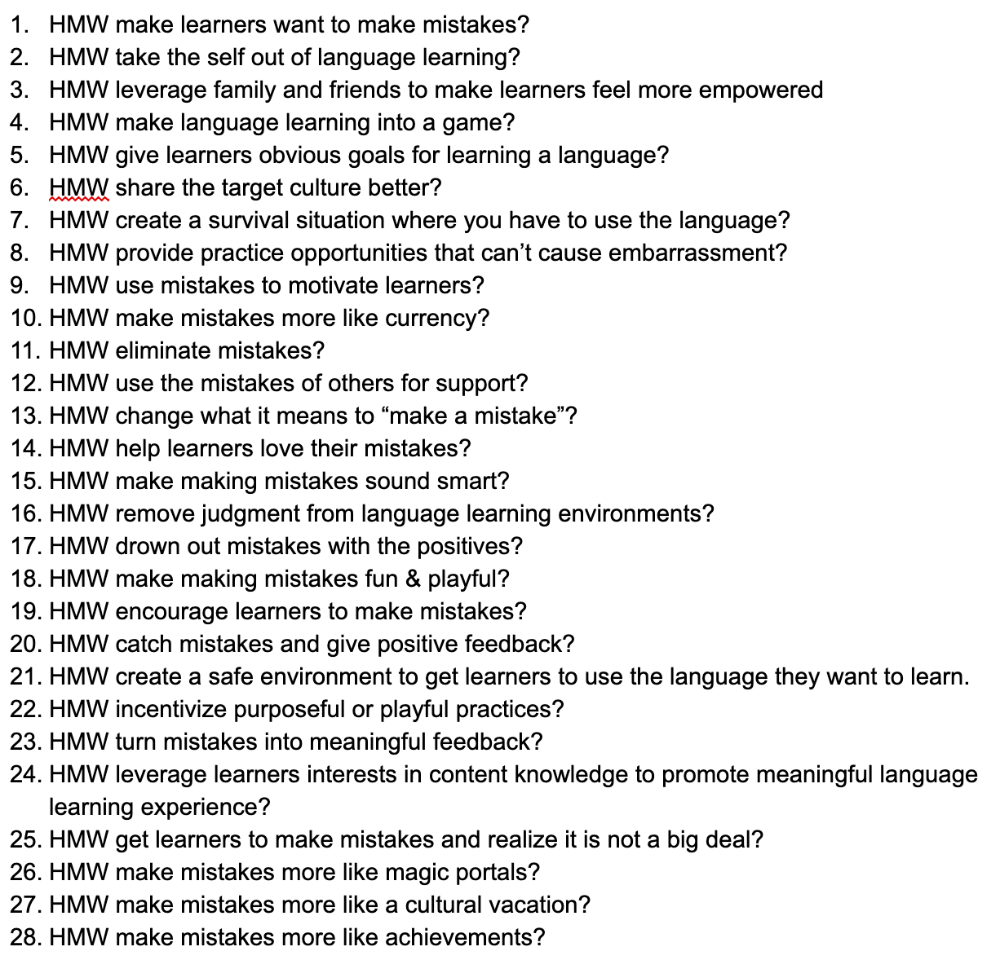 1. HMW make learners want to make mistakes?
2. HMW take the self out of language learning?
3. HMW leverage family and friends to make learners feel more empowered
4. HMW make language learning into a game?
5. HMW give learners obvious goals for learning a language?
6. HMW share the target culture better?
7. HMW create a survival situation where you have to use the language?
8. HMW provide practice opportunities that can’t cause embarrassment?
9. HMW use mistakes to motivate learners?
10. HMW make mistakes more like currency?
11. HMW eliminate mistakes?
12. HMW use the mistakes of others for support?
13. HMW change what it means to “make a mistake”?
14. HMW help learners love their mistakes?
15. HMW make making mistakes sound smart?
16. HMW remove judgment from language learning environments?
17. HMW drown out mistakes with the positives?
18. HMW make making mistakes fun & playful?
19. HMW encourage learners to make mistakes?
20. HMW catch mistakes and give positive feedback?
21. HMW create a safe environment to get learners to use the language they want to learn.
22. HMW incentivize purposeful or playful practices?
23. HMW turn mistakes into meaningful feedback?
24. HMW leverage learners interests in content knowledge to promote meaningful language
learning experience?
25. HMW get learners to make mistakes and realize it is not a big deal?
26. HMW make mistakes more like magic portals?
27. HMW make mistakes more like a cultural vacation?
28. HMW make mistakes more like achievements?